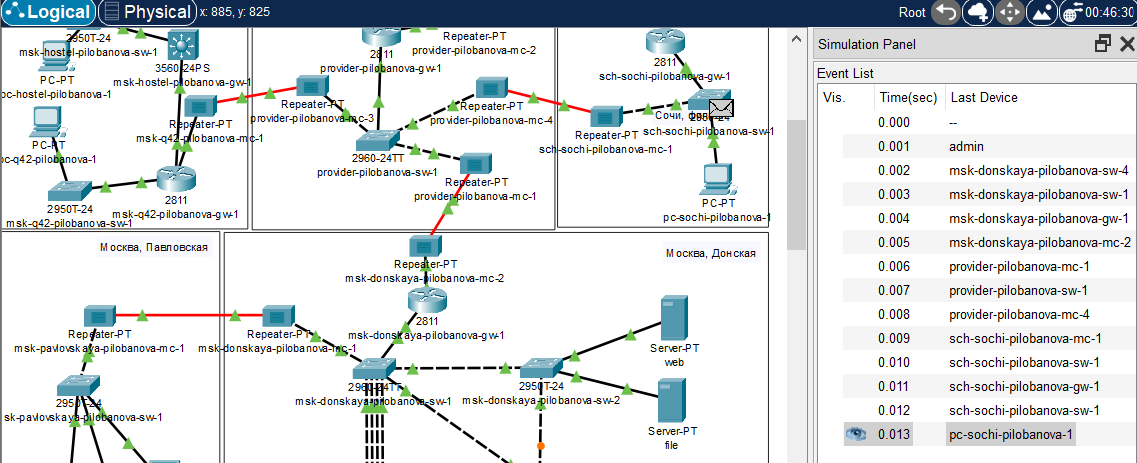 Logical
Physical
x: 885, y: 825
Root
00:46:30
2950T-24
msk-hostel-pilobanova-sw-1
PC-PT
pc-hostel-pilobanova-1
3560-24PS
msk-hostel-pilobanova-gw-1
Repeater-PT
msk-q42-pilobanova-mc-1
PC-PT
pc-q42-pilobanova-1
2950T-24
msk-q42-pilobanova-sw-1
2811
msk-q42-pilobanova-gw-1
2811
provider-pilobanova-gw-1
Repeater-PT
provider-pilobanova-mc-2
Repeater-PT
provider-pilobanova-mc-3
Repeater-PT
provider-pilobanova-mc-4
2960-24TT
provider-pilobanova-sw-1
Repeater-PT
provider-pilobanova-mc-1
2811
sch-sochi-pilobanova-gw-1
Сочи,
Repeater-PT
sch-sochi-pilobanova-mc-1
sch-sochi-pilobanova-sw-1
PC-PT
pc-sochi-pilobanova-1
Москва, Павловская
Москва, Донская
Repeater-PT
msk-donskaya-pilobanova-mc-2
2811
msk-donskaya-pilobanova-gw-1
Repeater-PT
msk-pavlovskaya-pilobanova-mc-1
Repeater-PT
msk-donskaya-pilobanova-mc-1
2950T-24
sk-pavlovskaya-pilobanova-sw-1
2960-24TT
msk-donskaya-pilobanova-sw-1
2950T-24
msk-donskaya-pilobanova-sw-2
Server-PT
web
Server-PT
file
Simulation Panel
Event List
Vis. Time(sec) Last Device
0.000 --
0.001 admin
0.002 msk-donskaya-pilobanova-sw-4
0.003 msk-donskaya-pilobanova-sw-1
0.004 msk-donskaya-pilobanova-gw-1
0.005 msk-donskaya-pilobanova-mc-2
0.006 provider-pilobanova-mc-1
0.007 provider-pilobanova-sw-1
0.008 provider-pilobanova-mc-4
0.009 sch-sochi-pilobanova-mc-1
0.010 sch-sochi-pilobanova-sw-1
0.011 sch-sochi-pilobanova-gw-1
0.012 sch-sochi-pilobanova-sw-1
0.013 pc-sochi-pilobanova-1